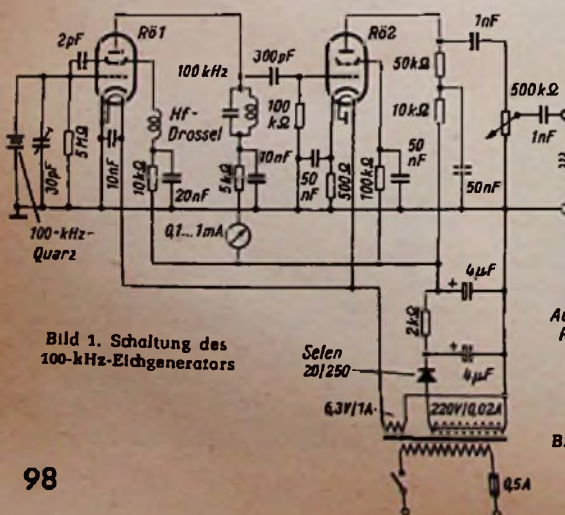 Rö1
Rö2
2pF
100 kHz
300pF
1nF
50kΩ
10kΩ
500kΩ
1nF
Hf-
Drossel
100
kΩ
5MΩ
30pF
10nF
10kΩ
20nF
5kΩ
10nF
50
nF
500Ω
100kΩ
50
nF
50nF
100-kHz-
Quarz
0,1...1mA
4µF
2kΩ
4µF
Bild 1. Schaltung des
100-kHz-Eichgenerators
Selen
20/250
6,3V/1A
220V/0,02A
0,5A
98